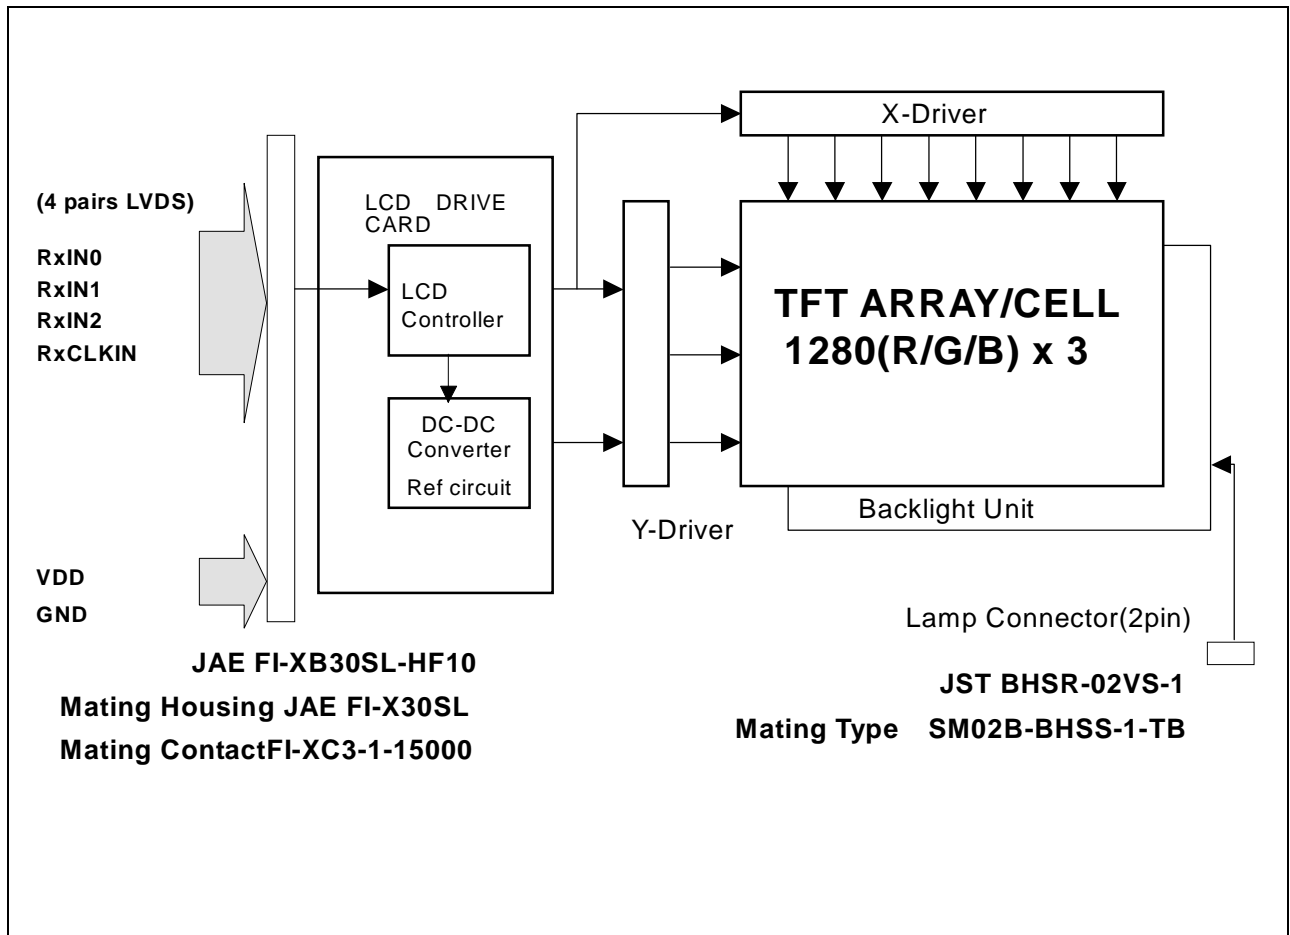 X-Driver
(4 pairs LVDS)
RxIN0
RxIN1
RxIN2
RxCLKIN
LCD DRIVE
CARD
LCD
Controller
DC-DC
Converter
Ref circuit
TFT ARRAY/CELL
1280(R/G/B) x 3
Backlight Unit
Y-Driver
VDD
GND
Lamp Connector(2pin)
JAE FI-XB30SL-HF10
Mating Housing JAE FI-X30SL
Mating ContactFI-XC3-1-15000
JST BHSR-02VS-1
Mating Type SM02B-BHSS-1-TB